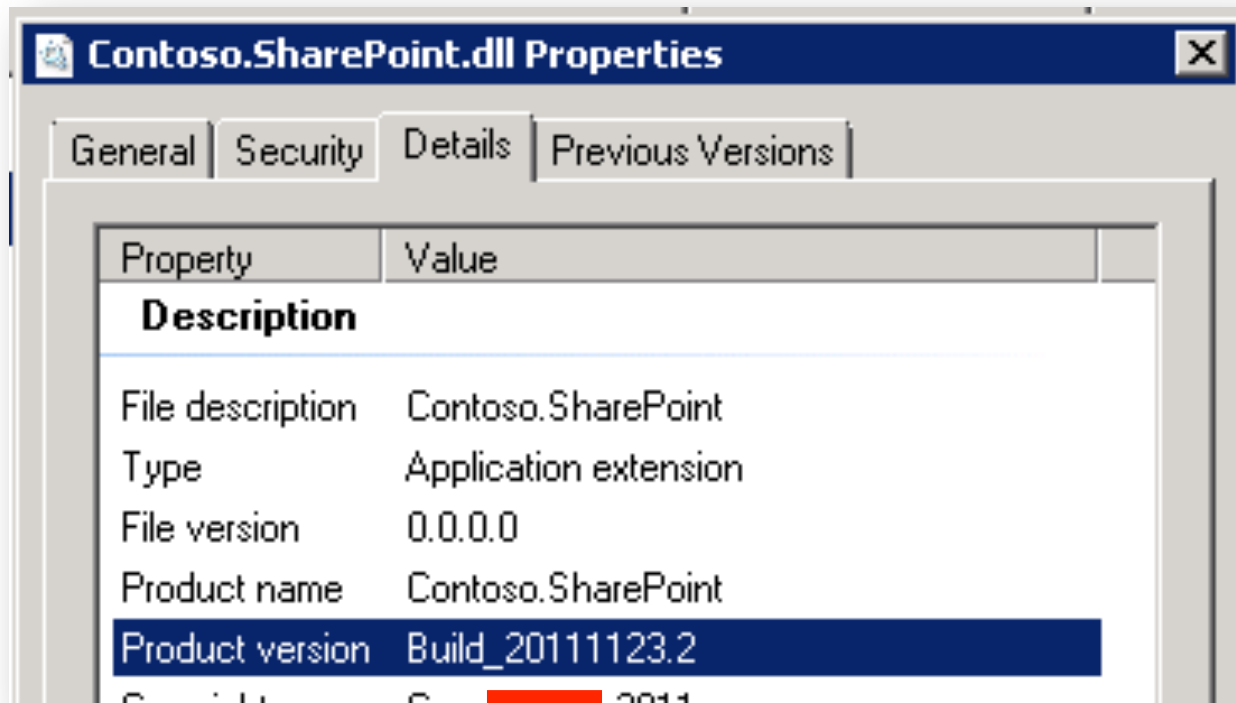 Contoso.SharePoint.dll Properties
General Security Details Previous Versions
Property Value
Description
File description Contoso.SharePoint
Type Application extension
File version 0.0.0.0
Product name Contoso.SharePoint
Product version Build_20111123.2
2011